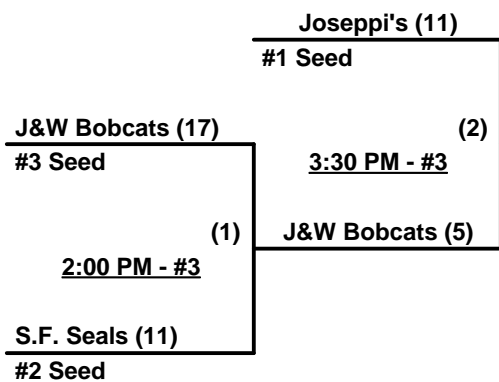 Joseppi's (11)
#1 Seed
J&W Bobcats (17)
(2)
#3 Seed
3:30 PM - #3
(1)
J&W Bobcats (5)
2:00 PM - #3
S.F. Seals (11)
#2 Seed